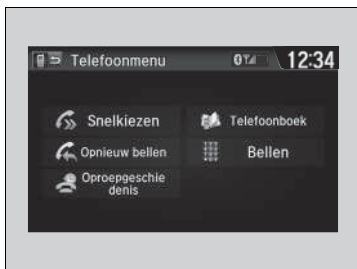 Telefoonmenu
12:34
Snelkiezen
Telefoonboek
Opnieuw bellen
Bellen
Oproepgeschie
denis